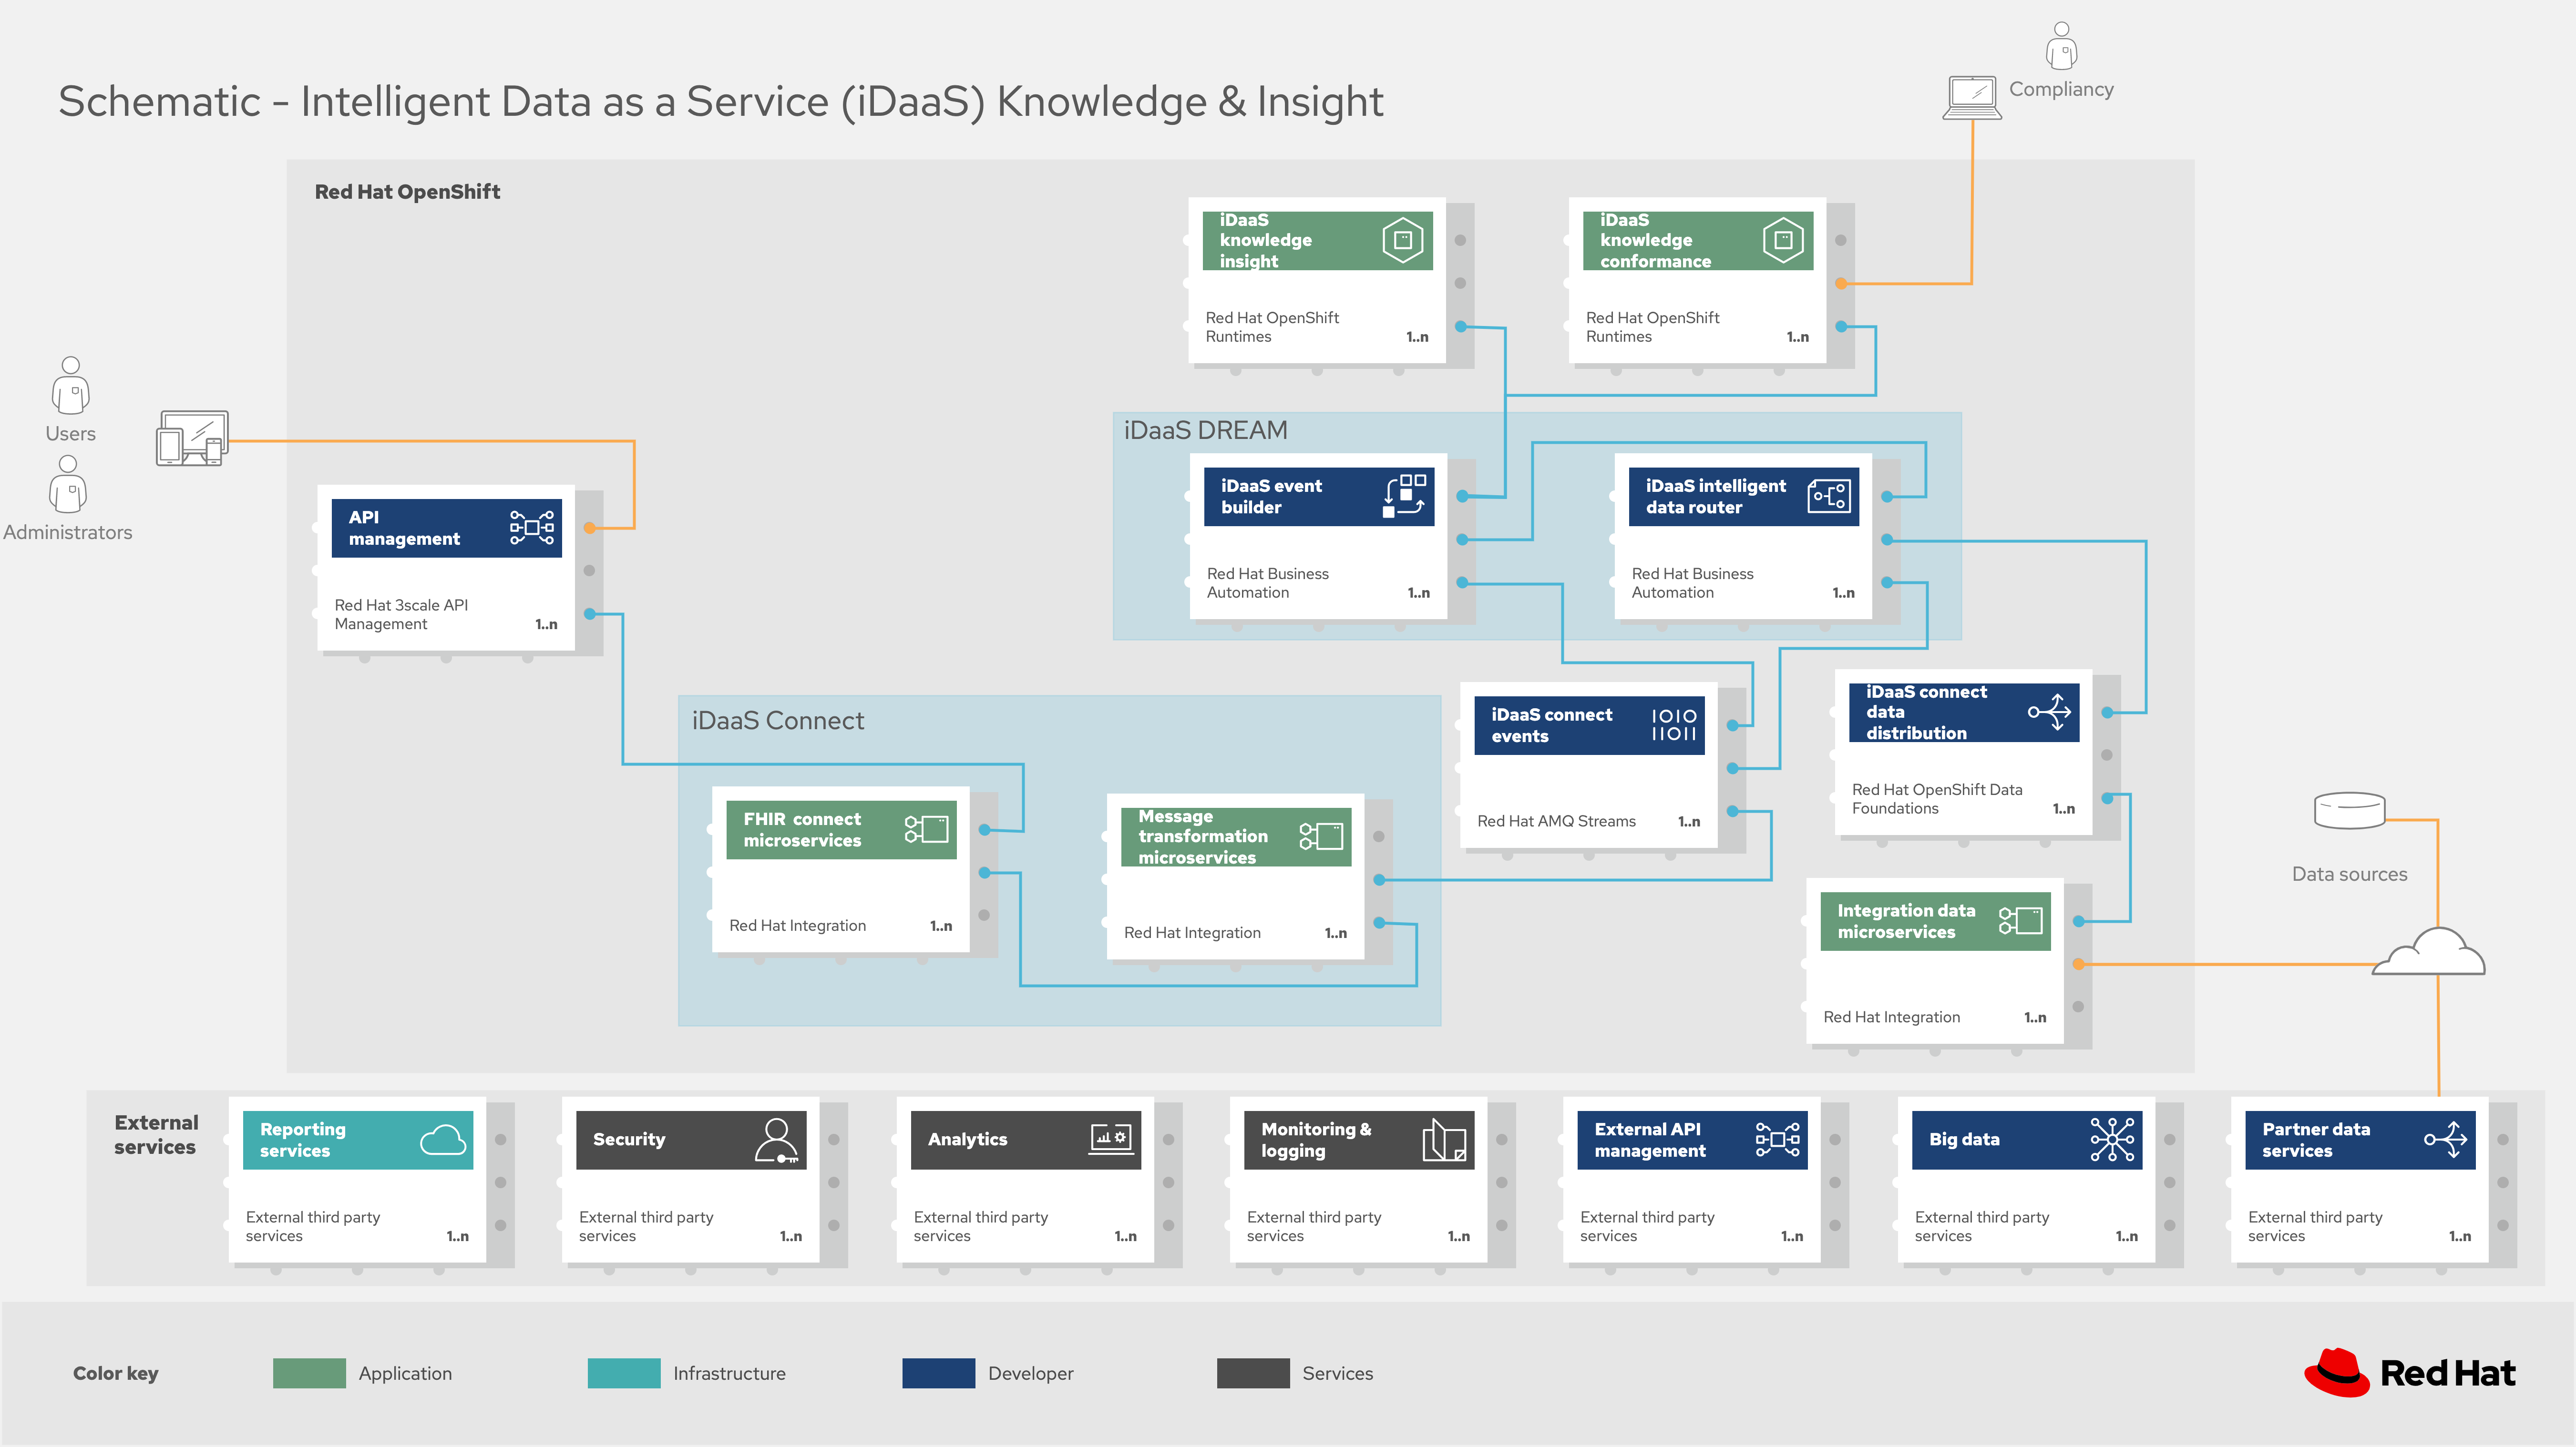 Schematic - Intelligent Data as a Service (iDaaS) Knowledge & Insight
Compliancy
Red Hat OpenShift
iDaaS
knowledge
insight
Red Hat OpenShift
Runtimes
1..n
iDaaS
knowledge
conformance
Red Hat OpenShift
Runtimes
1..n
Users
Administrators
API
management
Red Hat 3scale API
Management
1..n
iDaaS DREAM
iDaaS event
builder
Red Hat Business
Automation
1..n
iDaaS intelligent
data router
Red Hat Business
Automation
1..n
iDaaS Connect
FHIR connect
microservices
Red Hat Integration
1..n
Message
transformation
microservices
Red Hat Integration
1..n
iDaaS connect
events
IOIO
IIOII
Red Hat AMQ Streams
1..n
iDaaS connect
data
distribution
Red Hat OpenShift Data
Foundations
1..n
Integration data
microservices
Red Hat Integration
1..n
Data sources
External
services
Reporting
services
External third party
services
1..n
Security
External third party
services
1..n
Analytics
External third party
services
1..n
Monitoring &
logging
External third party
services
1..n
External API
management
External third party
services
1..n
Big data
External third party
services
1..n
Partner data
services
External third party
services
1..n
Color key
Application
Infrastructure
Developer
Services
Red Hat